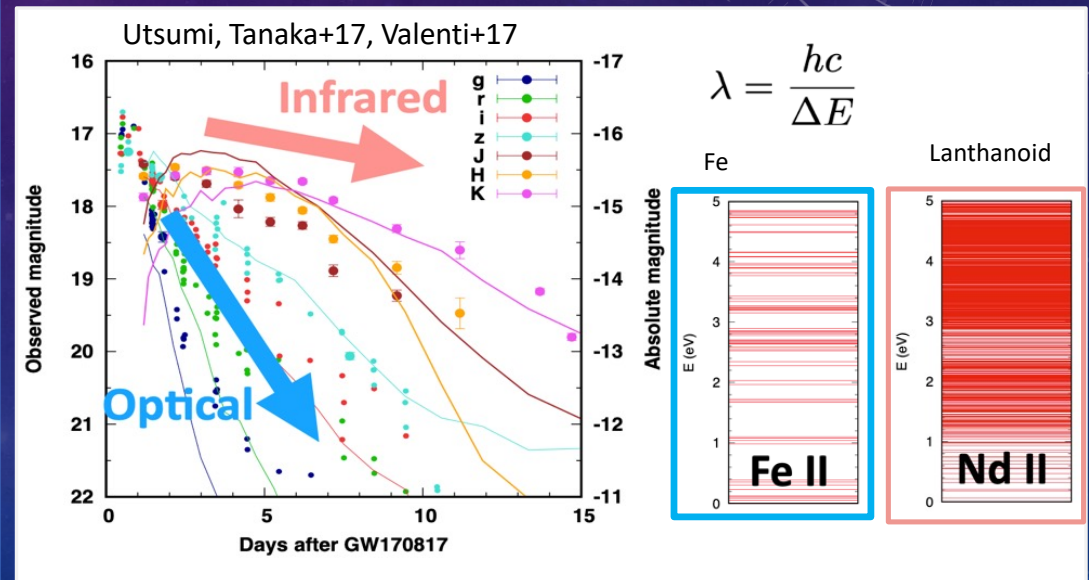 Utsumi, Tanaka+17, Valenti+17
16
17
18
19
20
21
22
Observed magnitude
-17
-16
-15
-14
-13
-12
-11
Absolute magnitude
0
5
10
15
Days after GW170817
Infrared
Optical
g
r
i
z
J
H
K
λ = hc / ΔE
Fe
5
4
3
2
1
0
E (eV)
Fe II
Lanthanoid
5
4
3
2
1
0
E (eV)
Nd II